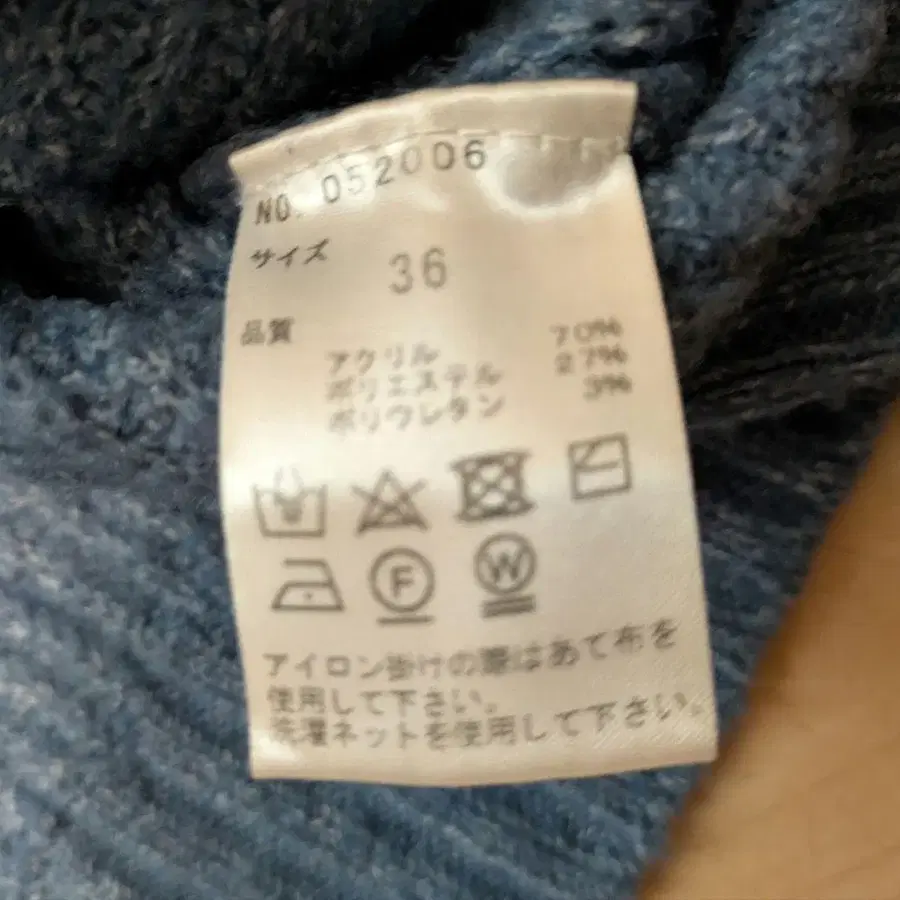 NO. 052006
サイズ 36
品質
アクリル 70%
ポリエステル 27%
ポリウレタン 3%
F W
アイロン掛けの際はあて布を
使用して下さい。
洗濯ネットを使用して下さい。